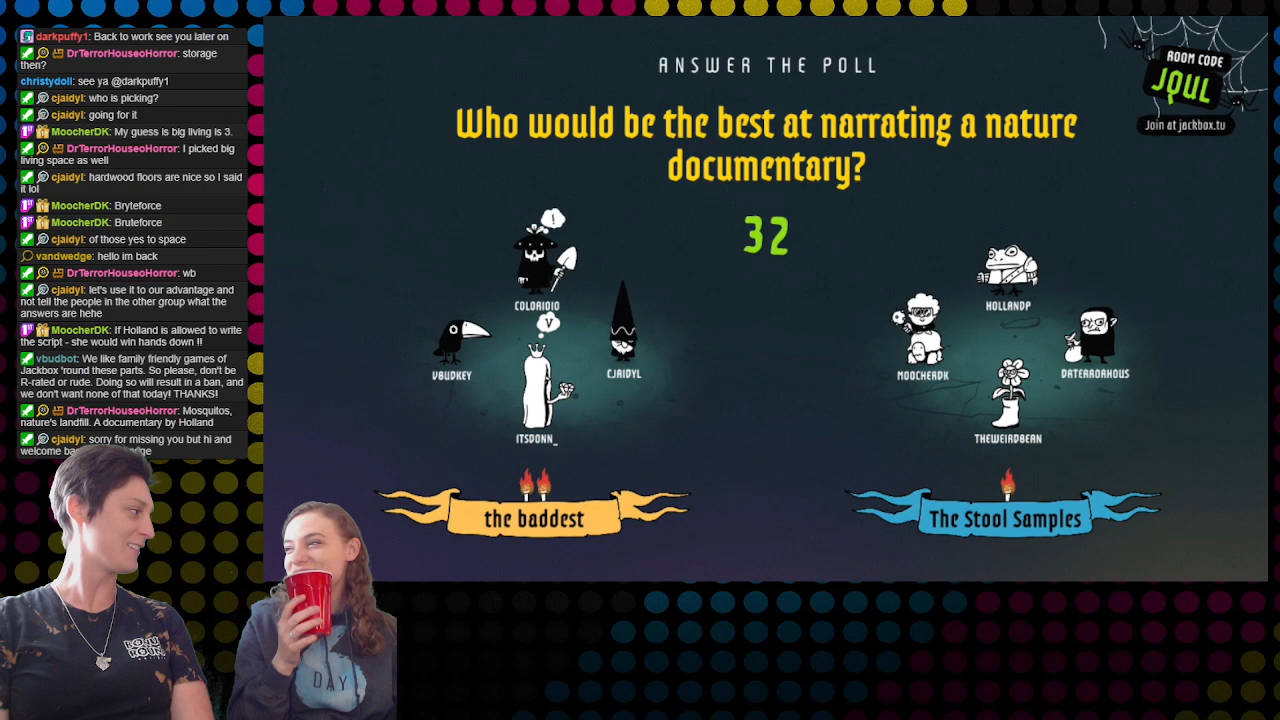 darkpuffy1: Back to work see you later on
DrTerrorHouseoHorror: storage
then?
christydoll: see ya @darkpuffy1
cjaidyl: who is picking?
cjaidyl: going for it
MoocherDK: My guess is big living is 3.
DrTerrorHouseoHorror: I picked big
living space as well
cjaidyl: hardwood floors are nice so I said
it lol
MoocherDK: Bryteforce
MoocherDK: Bruteforce
cjaidyl: of those yes to space
vandwedge: hello im back
DrTerrorHouseoHorror: wb
cjaidyl: let's use it to our advantage and
not tell the people in the other group what the
answers are hehe
MoocherDK: If Holland is allowed to write
the script - she would win hands down !!
vbudbot: We like family friendly games of
Jackbox 'round these parts. So please, don't be
R-rated or rude. Doing so will result in a ban, and
we don't want none of that today! THANKS!
DrTerrorHouseoHorror: Mosquitos,
nature's landfill. A documentary by Holland
cjaidyl: sorry for missing you but hi and
welcome
ANSWER THE POLL
Who would be the best at narrating a nature
documentary?
32
ROOM CODE
JQUL
Join at jackbox.tv
!
COLORIOIO
V
VBUDKEY
CJAIDYL
ITSDONN_
HOLLANDP
MOOCHERDK
DRTERRORHOUS
THEWEIRDBEAN
the baddest
The Stool Samples
DAY